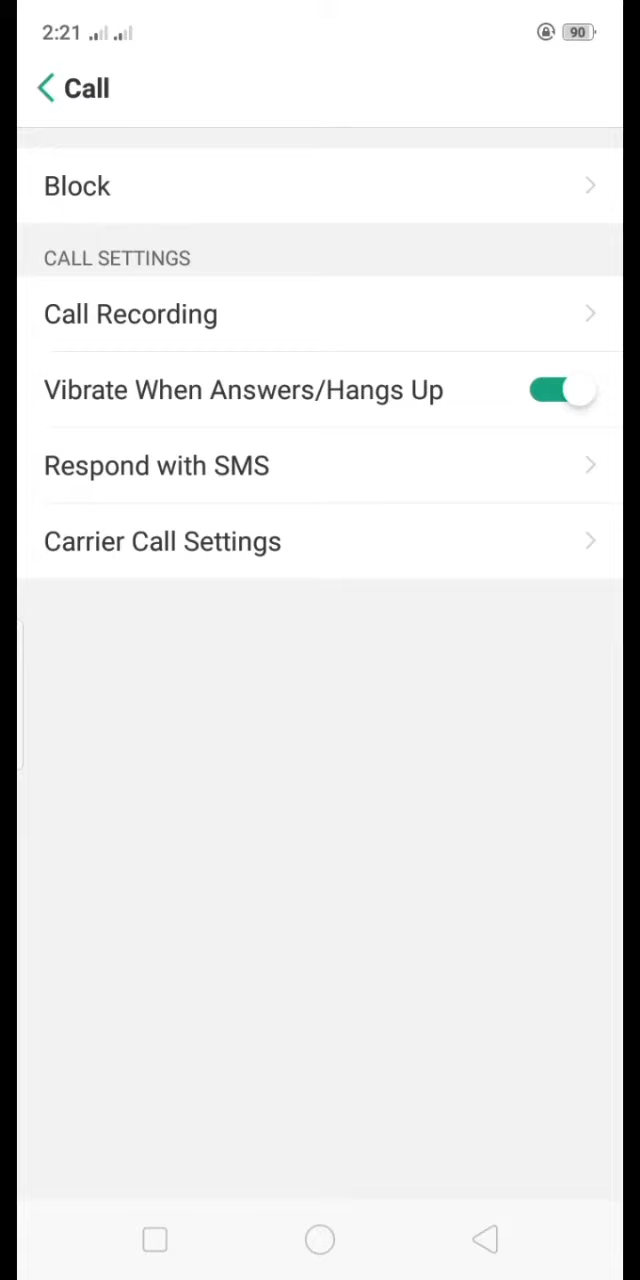 2:21
90
Call
Block
CALL SETTINGS
Call Recording
Vibrate When Answers/Hangs Up
Respond with SMS
Carrier Call Settings